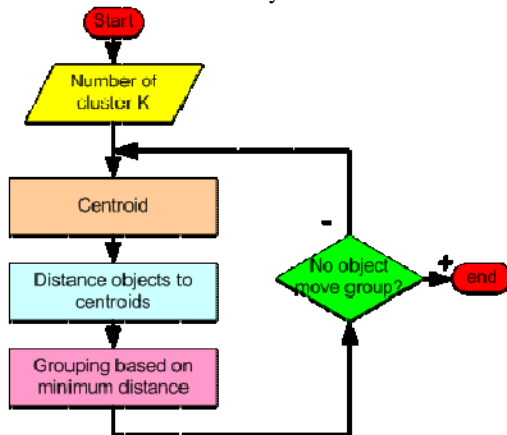 Start
Number of
cluster K
Centroid
Distance objects to
centroids
Grouping based on
minimum distance
-
No object
move group?
+
end